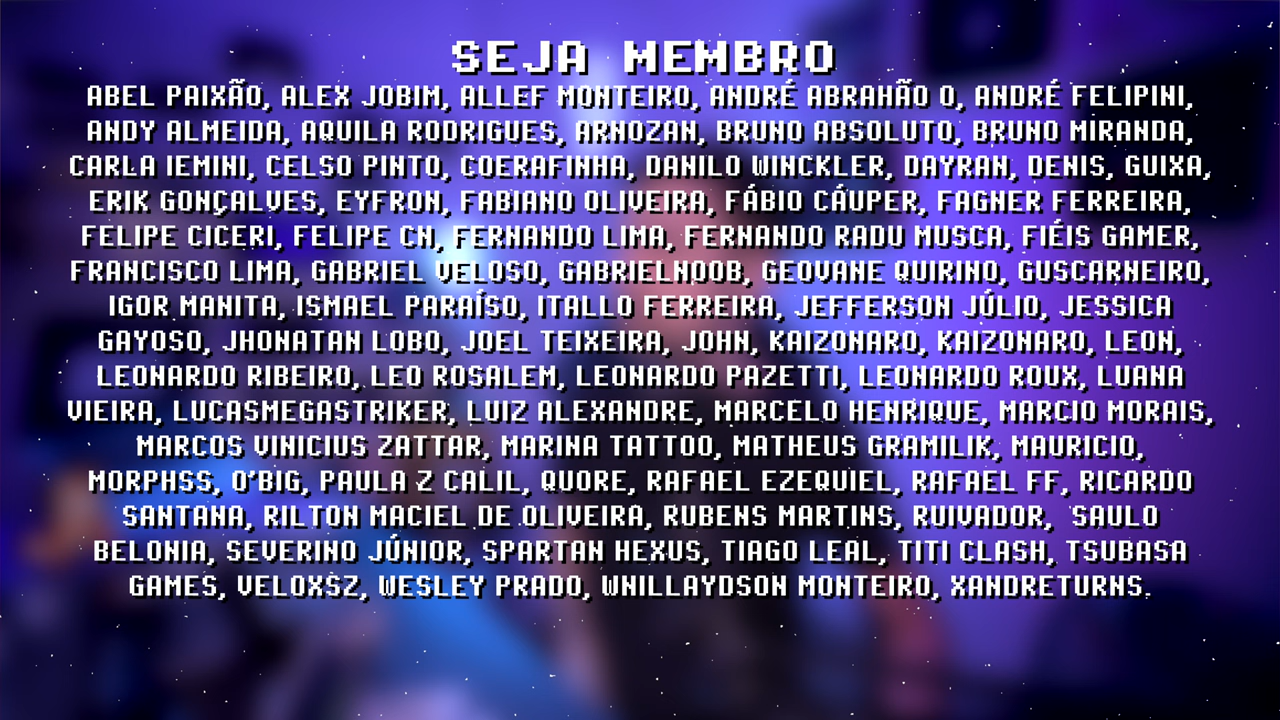 SEJA MEMBRO
ABEL PAIXÃO, ALEX JOBIM, ALLEF MONTEIRO, ANDRÉ ABRAHÃO O, ANDRÉ FELIPINI,
ANDY ALMEIDA, AQUILA RODRIGUES, ARNOZAN, BRUNO ABSOLUTO, BRUNO MIRANDA,
CARLA IEMINI, CELSO PINTO, COERAFINHA, DANILO WINCKLER, DAYRAN, DENIS, GUIXA,
ERIK GONÇALVES, EYFRON, FABIANO OLIVEIRA, FÁBIO CÁUPER, FAGNER FERREIRA,
FELIPE CICERI, FELIPE CN, FERNANDO LIMA, FERNANDO RADU MUSCA, FIÉIS GAMER,
FRANCISCO LIMA, GABRIEL VELOSO, GABRIELNOOB, GEOVANE QUIRINO, GUSCARNEIRO,
IGOR MANITA, ISMAEL PARAÍSO, ITALLO FERREIRA, JEFFERSON JÚLIO, JESSICA
GAYOSO, JHONATAN LOBO, JOEL TEIXEIRA, JOHN, KAIZONARO, KAIZONARO, LEON,
LEONARDO RIBEIRO, LEO ROSALEM, LEONARDO PAZETTI, LEONARDO ROUX, LUANA
VIEIRA, LUCASMEGASTRIKER, LUIZ ALEXANDRE, MARCELO HENRIQUE, MARCIO MORAIS,
MARCOS VINICIUS ZATTAR, MARINA TATTOO, MATHEUS GRAMILIK, MAURICIO,
MORPHSS, O'BIG, PAULA Z CALIL, QUORE, RAFAEL EZEQUIEL, RAFAEL FF, RICARDO
SANTANA, RILTON MACIEL DE OLIVEIRA, RUBENS MARTINS, RUIVADOR, SAULO
BELONIA, SEVERINO JÚNIOR, SPARTAN HEXUS, TIAGO LEAL, TITI CLASH, TSUBASA
GAMES, VELOXSZ, WESLEY PRADO, WNILLAYDSON MONTEIRO, XANDRETURNS.